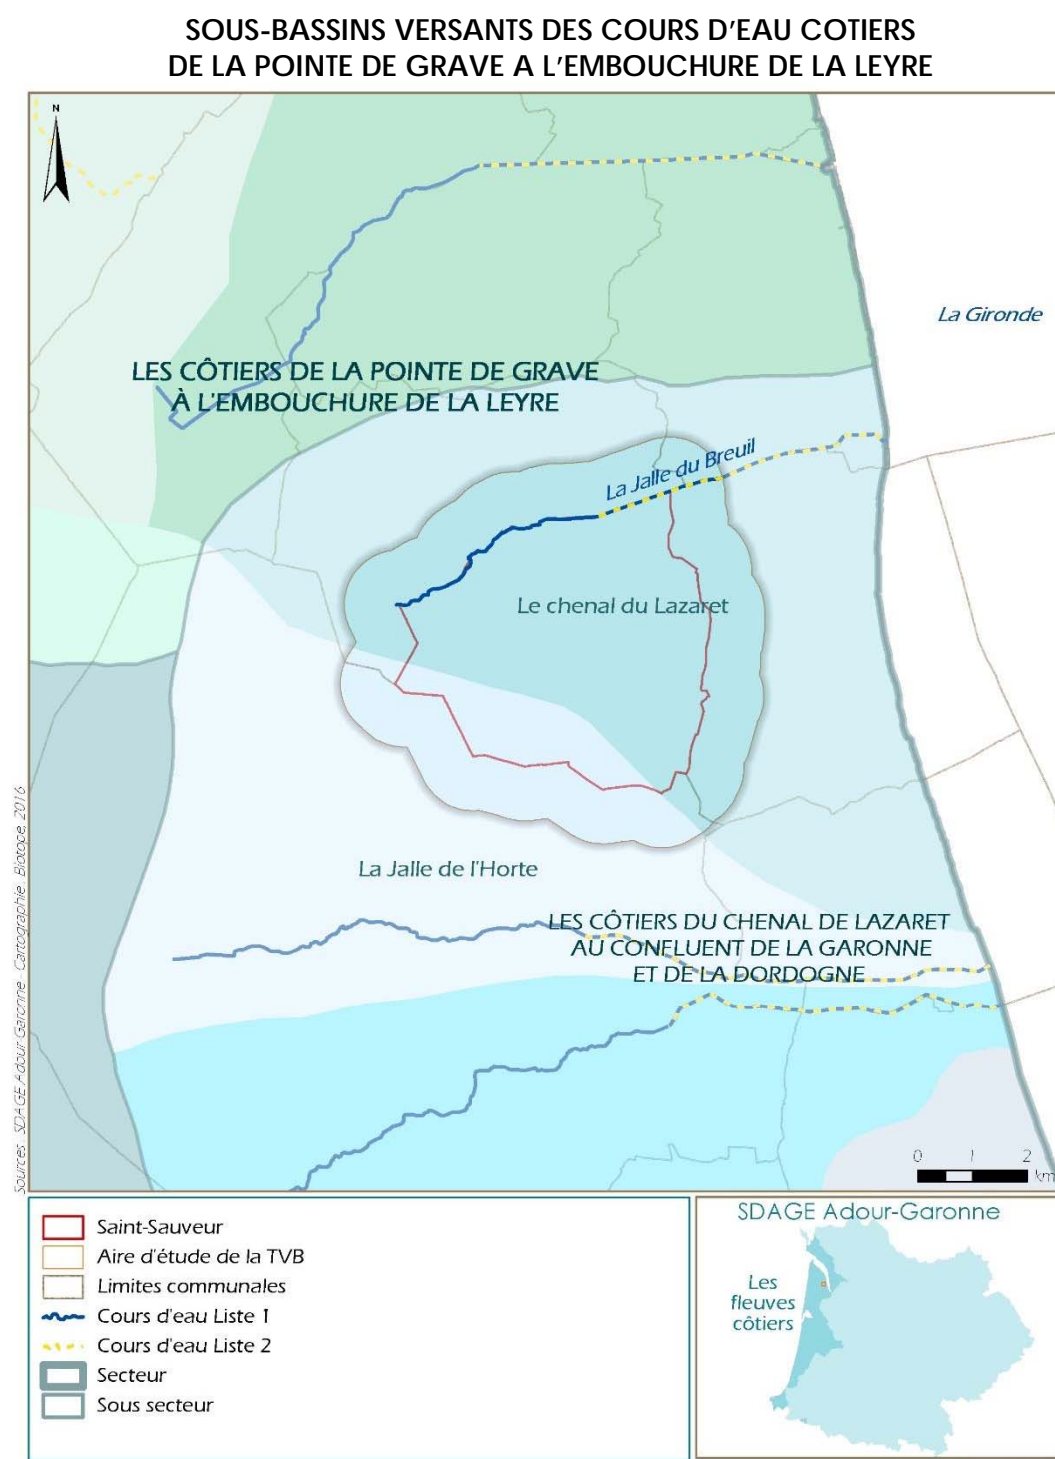 SOUS-BASSINS VERSANTS DES COURS D'EAU COTIERS
DE LA POINTE DE GRAVE A L'EMBOUCHURE DE LA LEYRE
N
La Gironde
LES CÔTIERS DE LA POINTE DE GRAVE
À L'EMBOUCHURE DE LA LEYRE
La Jalle du Breuil
Le chenal du Lazaret
La Jalle de l'Horte
LES CÔTIERS DU CHENAL DE LAZARET
AU CONFLUENT DE LA GARONNE
ET DE LA DORDOGNE
0 1 2
km
Sources : SDAGE Adour Garonne - Cartographie : Biotope, 2016
Saint-Sauveur
Aire d'étude de la TVB
Limites communales
Cours d'eau Liste 1
Cours d'eau Liste 2
Secteur
Sous secteur
SDAGE Adour-Garonne
Les
fleuves
côtiers